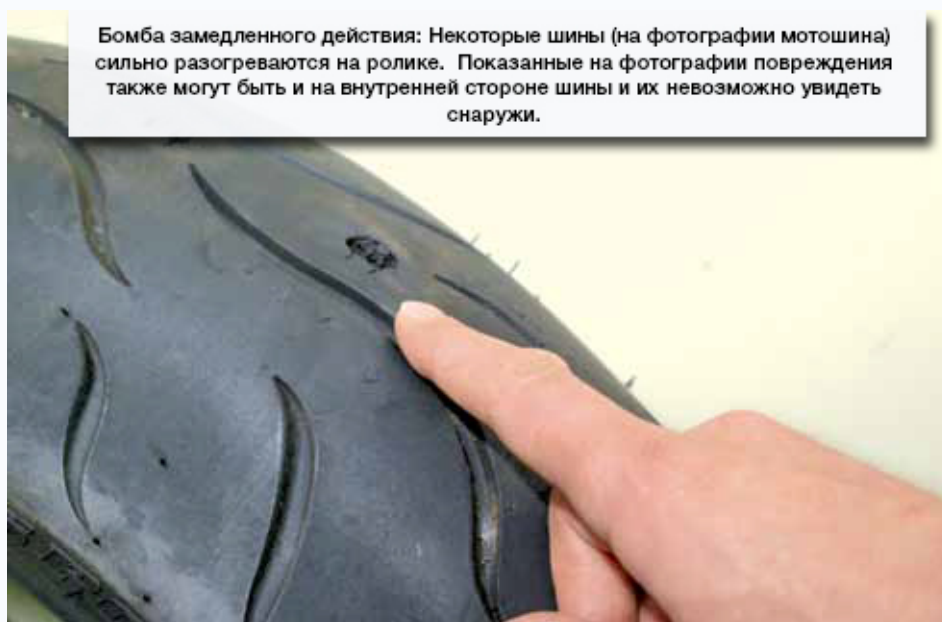 Бомба замедленного действия: Некоторые шины (на фотографии мотошина)
сильно разогреваются на ролике. Показанные на фотографии повреждения
также могут быть и на внутренней стороне шины и их невозможно увидеть
снаружи.